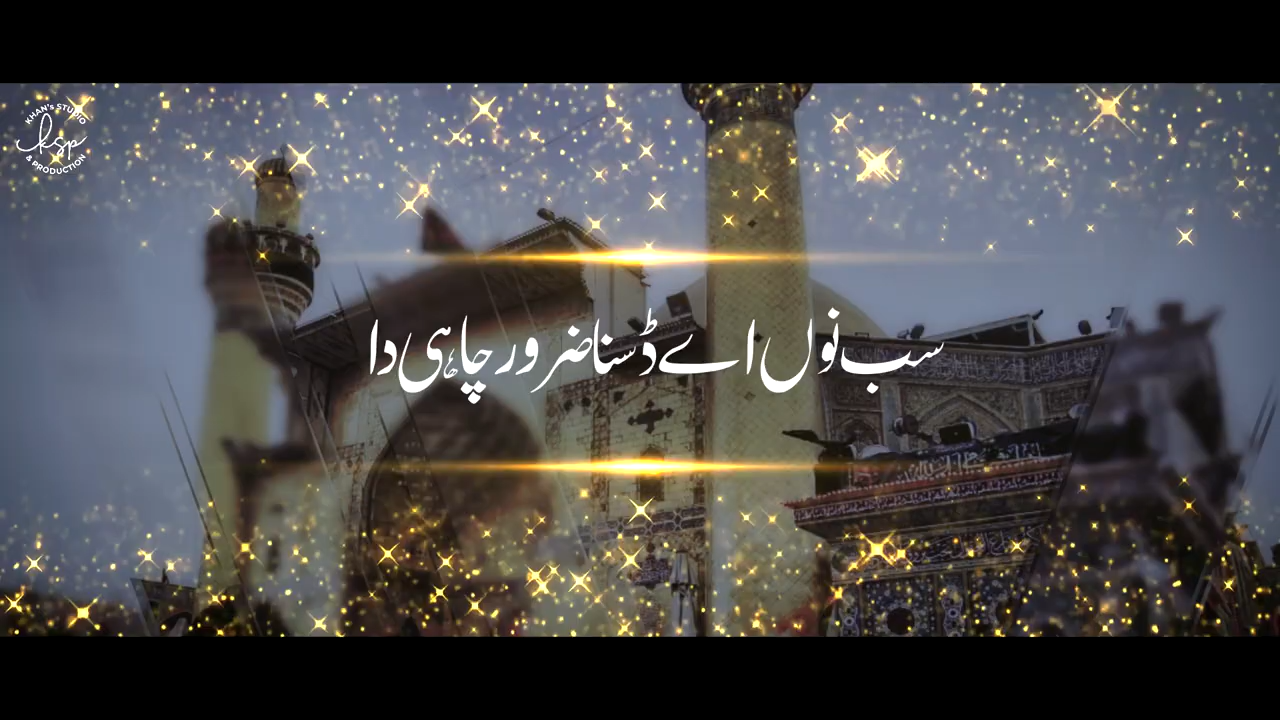 KHAN's STUDIO
ksp
& PRODUCTION
سب نوں اے ڈسنا ضرور چاہی دا